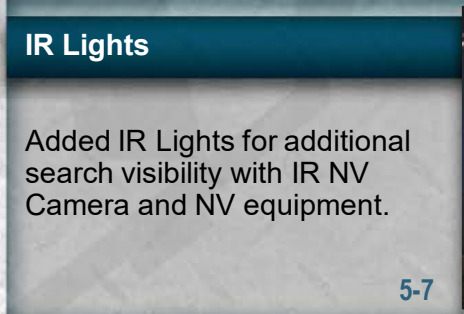 IR Lights
Added IR Lights for additional
search visibility with IR NV
Camera and NV equipment.
5-7